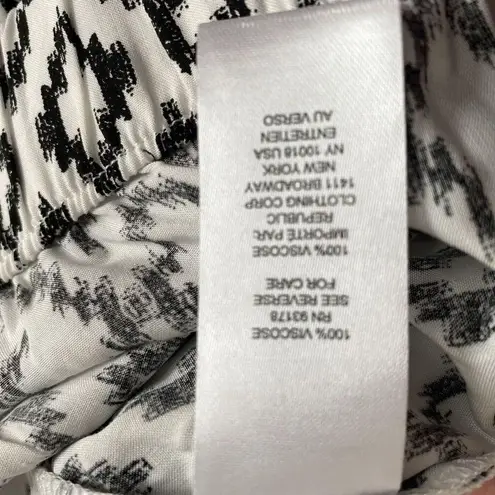 100% VISCOSE
RN 93178
SEE REVERSE
FOR CARE
100% VISCOSE
IMPORTÉ PAR:
REPUBLIC
CLOTHING CORP
1411 BROADWAY
NEW YORK
NY 10018 USA
ENTRETIEN
AU VERSO